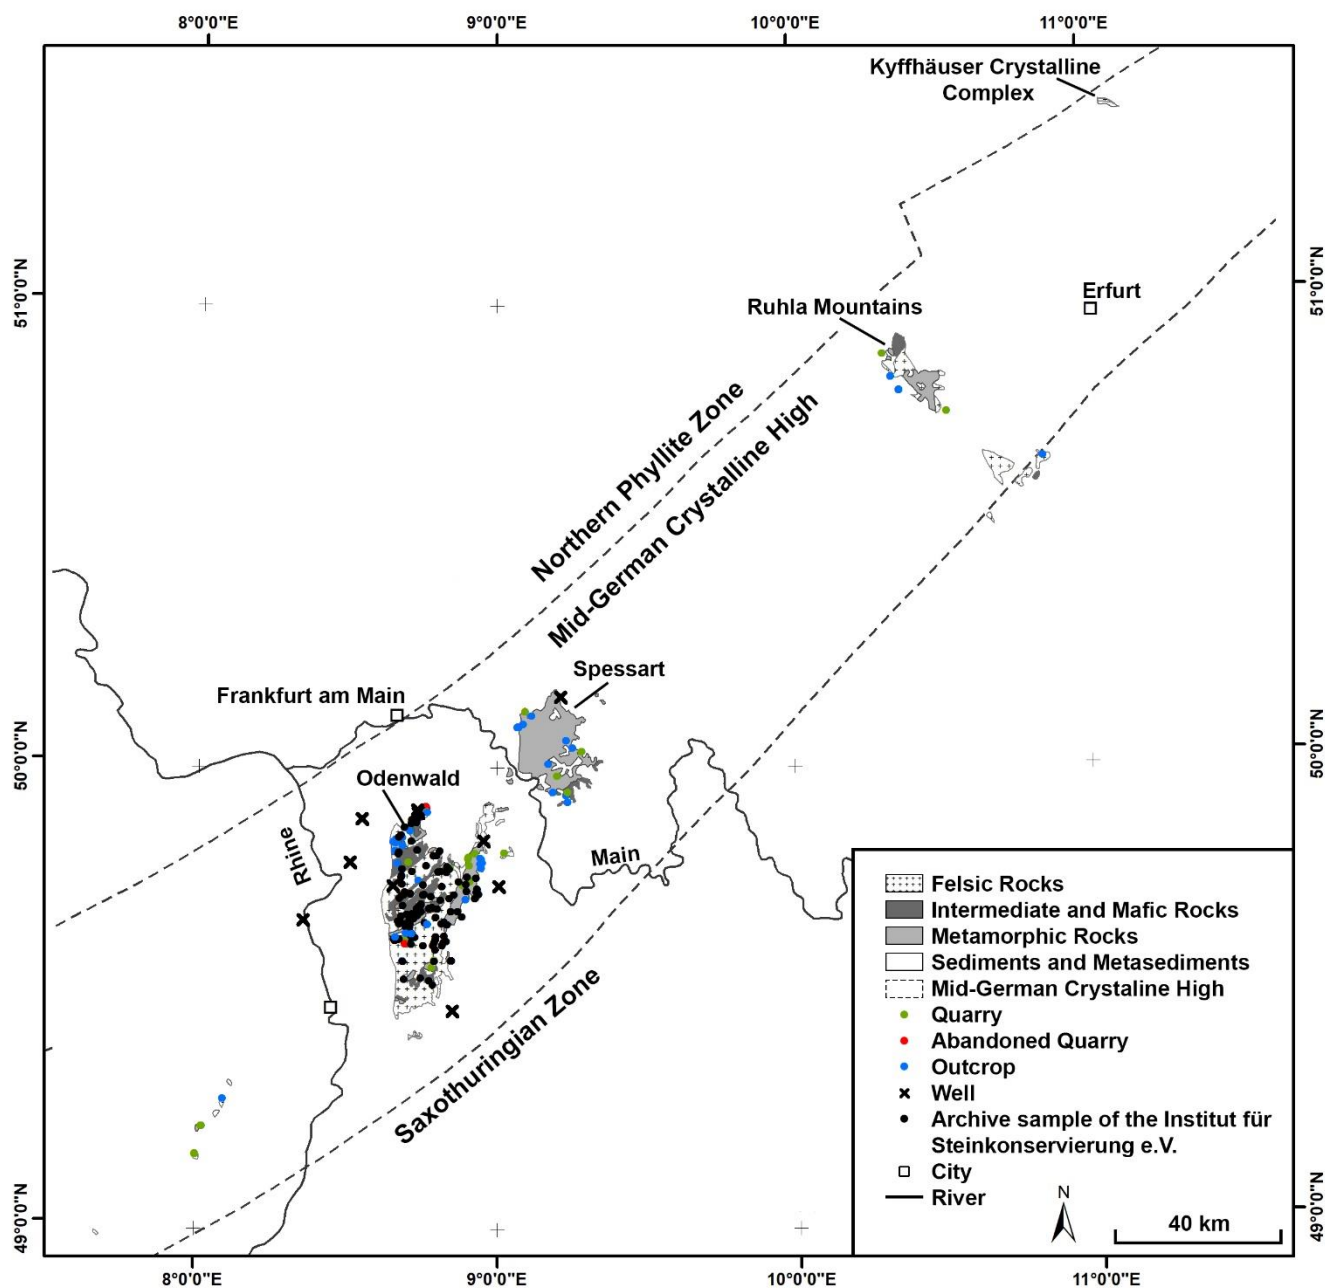 8°0'0"E
9°0'0"E
10°0'0"E
11°0'0"E
Kyffhäuser Crystalline
Complex
51°0'0"N
51°0'0"N
Erfurt
Ruhla Mountains
Northern Phyllite Zone
Mid-German Crystalline High
Spessart
Frankfurt am Main
50°0'0"N
50°0'0"N
Odenwald
Rhine
Main
Saxothuringian Zone
Felsic Rocks
Intermediate and Mafic Rocks
Metamorphic Rocks
Sediments and Metasediments
Mid-German Crystaline High
Quarry
Abandoned Quarry
Outcrop
Well
Archive sample of the Institut für
Steinkonservierung e.V.
City
River
N
40 km
49°0'0"N
49°0'0"N
8°0'0"E
9°0'0"E
10°0'0"E
11°0'0"E